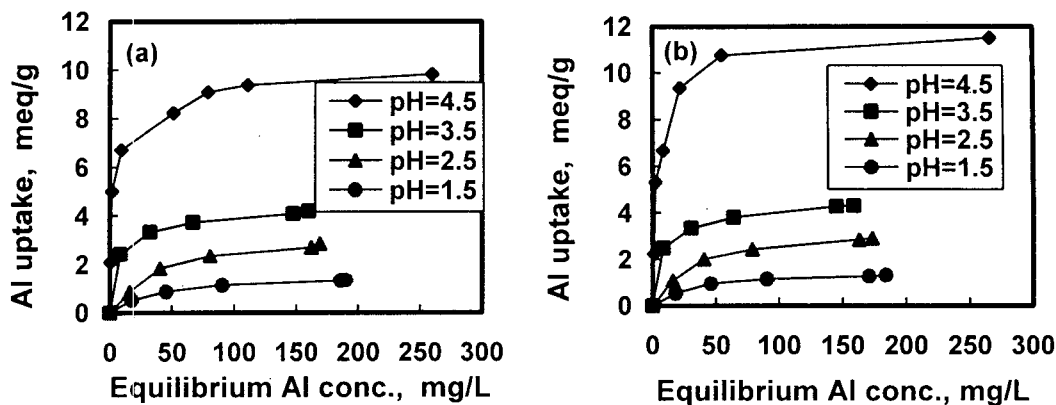 (a)
Al uptake, meq/g
12
10
8
6
4
2
0
0 50 100 150 200 250 300
Equilibrium Al conc., mg/L
pH=4.5
pH=3.5
pH=2.5
pH=1.5
(b)
Al uptake, meq/g
12
10
8
6
4
2
0
0 50 100 150 200 250 300
Equilibrium Al conc., mg/L
pH=4.5
pH=3.5
pH=2.5
pH=1.5